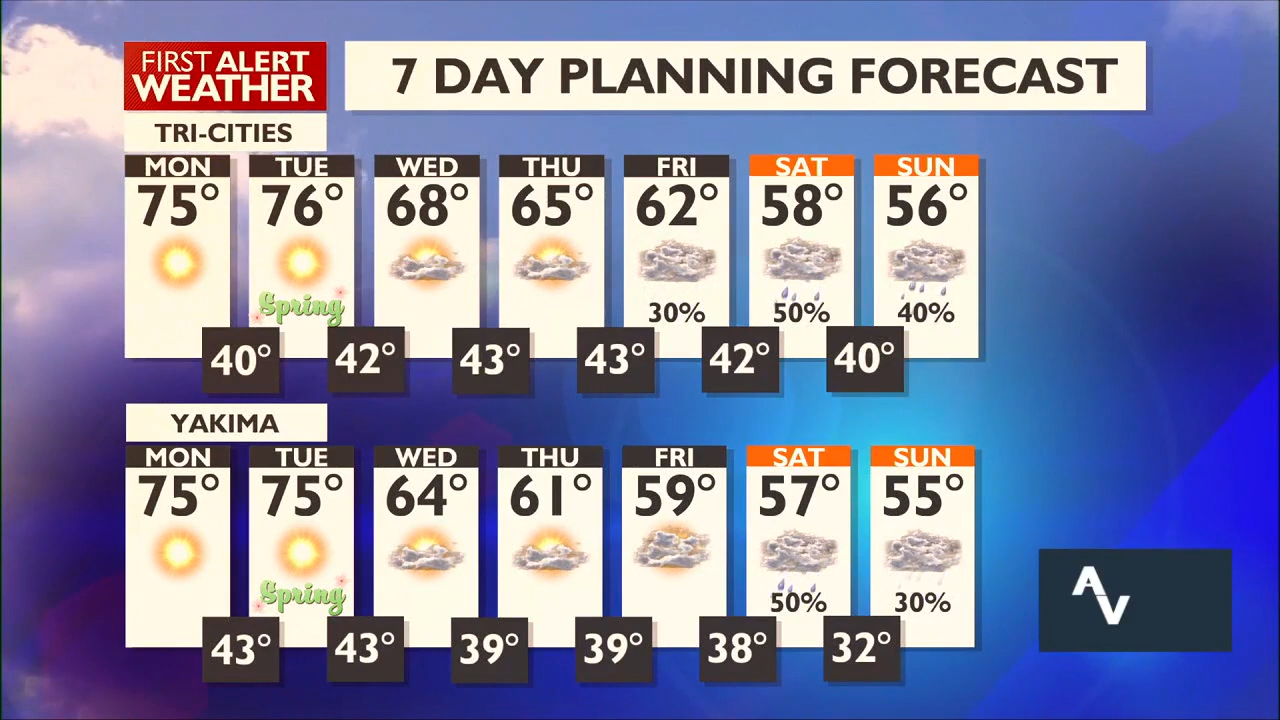 FIRST ALERT
WEATHER
7 DAY PLANNING FORECAST
TRI-CITIES
MON TUE WED THU FRI SAT SUN
75° 76° 68° 65° 62° 58° 56°
Spring
30% 50% 40%
40° 42° 43° 43° 42° 40°
YAKIMA
MON TUE WED THU FRI SAT SUN
75° 75° 64° 61° 59° 57° 55°
Spring
50% 30%
43° 43° 39° 39° 38° 32°
A
V